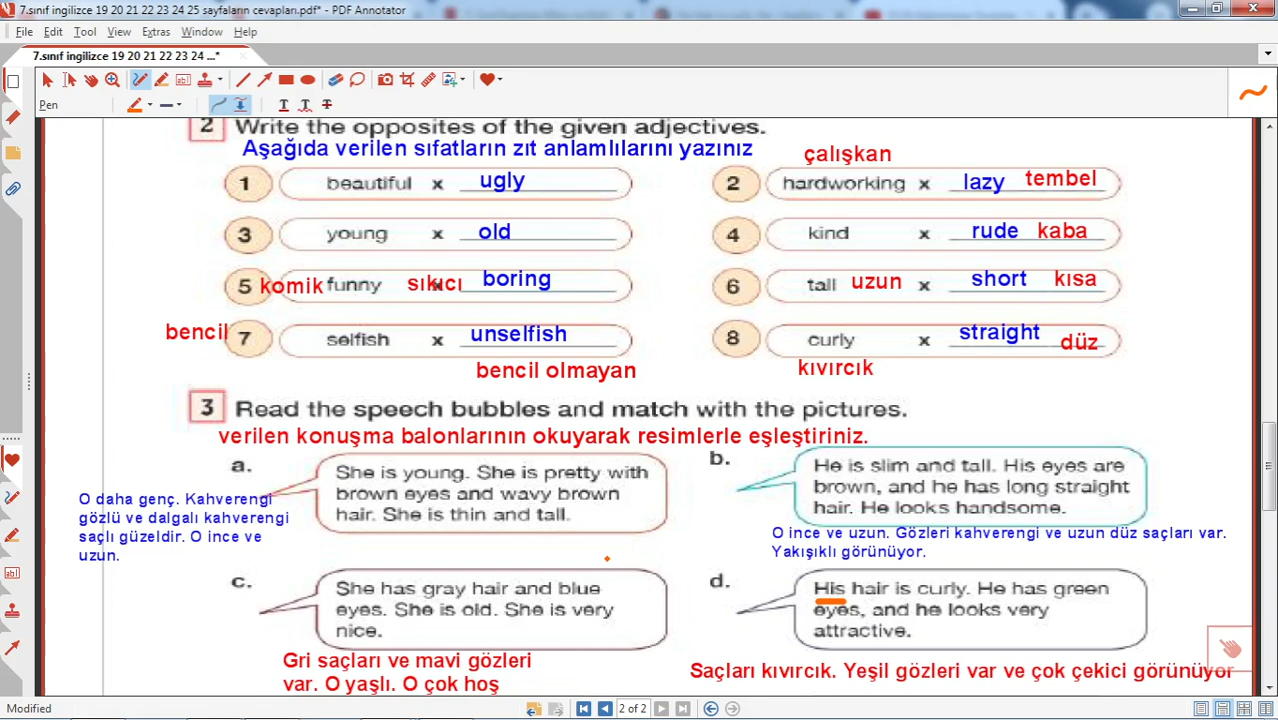 7.sınıf ingilizce 19 20 21 22 23 24 25 sayfaların cevapları.pdf* - PDF Annotator
File Edit Tool View Extras Window Help
7.sınıf ingilizce 19 20 21 22 23 24 ...*
Pen
2 Write the opposites of the given adjectives.
Aşağıda verilen sıfatların zıt anlamlılarını yazınız
çalışkan
1 beautiful x ugly
2 hardworking x lazy tembel
3 young x old
4 kind x rude kaba
5 komik funny sıkıcı x boring
6 tall uzun x short kısa
bencil 7 selfish x unselfish
8 curly x straight düz
bencil olmayan
kıvırcık
3 Read the speech bubbles and match with the pictures.
verilen konuşma balonlarının okuyarak resimlerle eşleştiriniz.
a.
She is young. She is pretty with
brown eyes and wavy brown
hair. She is thin and tall.
O daha genç. Kahverengi
gözlü ve dalgalı kahverengi
saçlı güzeldir. O ince ve
uzun.
b.
He is slim and tall. His eyes are
brown, and he has long straight
hair. He looks handsome.
O ince ve uzun. Gözleri kahverengi ve uzun düz saçları var.
Yakışıklı görünüyor.
c.
She has gray hair and blue
eyes. She is old. She is very
nice.
Gri saçları ve mavi gözleri
var. O yaşlı. O çok hoş
d.
His hair is curly. He has green
eyes, and he looks very
attractive.
Saçları kıvırcık. Yeşil gözleri var ve çok çekici görünüyor
Modified
2 of 2